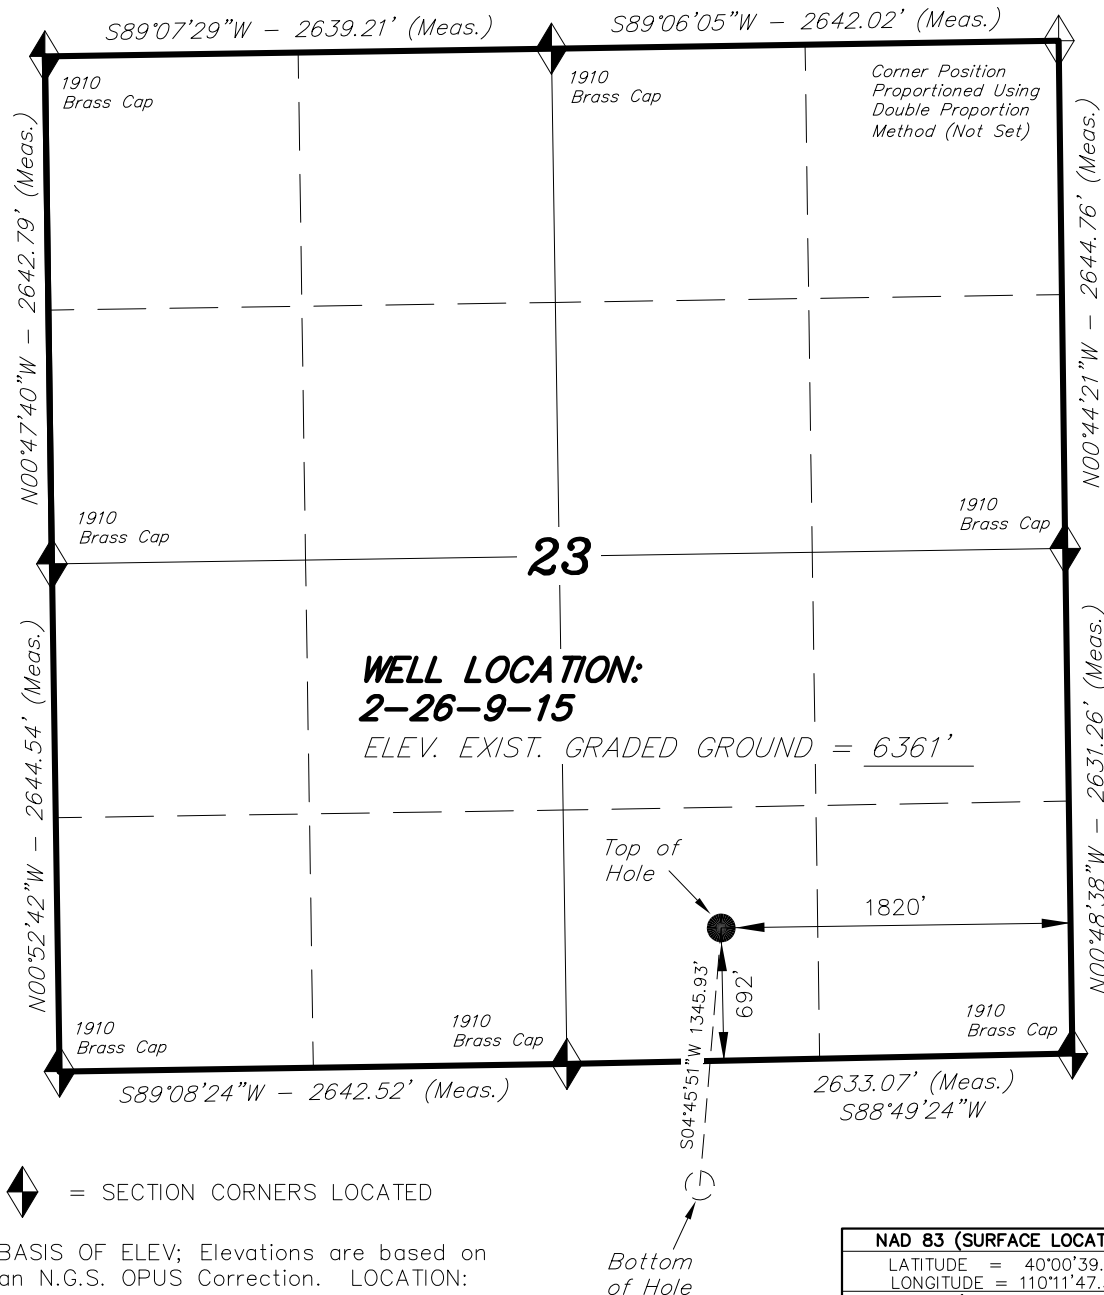 S89°07'29"W - 2639.21' (Meas.)
S89°06'05"W - 2642.02' (Meas.)
1910
Brass Cap
1910
Brass Cap
Corner Position
Proportioned Using
Double Proportion
Method (Not Set)
N00°47'40"W - 2642.79' (Meas.)
N00°44'21"W - 2644.76' (Meas.)
1910
Brass Cap
1910
Brass Cap
23
WELL LOCATION:
2-26-9-15
ELEV. EXIST. GRADED GROUND = 6361'
N00°52'42"W - 2644.54' (Meas.)
N00°48'38"W - 2631.26' (Meas.)
Top of
Hole
1820'
692'
S04°45'51"W 1345.93'
1910
Brass Cap
1910
Brass Cap
1910
Brass Cap
S89°08'24"W - 2642.52' (Meas.)
2633.07' (Meas.)
S88°49'24"W
= SECTION CORNERS LOCATED
BASIS OF ELEV; Elevations are based on
an N.G.S. OPUS Correction. LOCATION:
Bottom
of Hole
NAD 83 (SURFACE LOCAT
LATITUDE = 40°00'39.
LONGITUDE = 110°11'47.